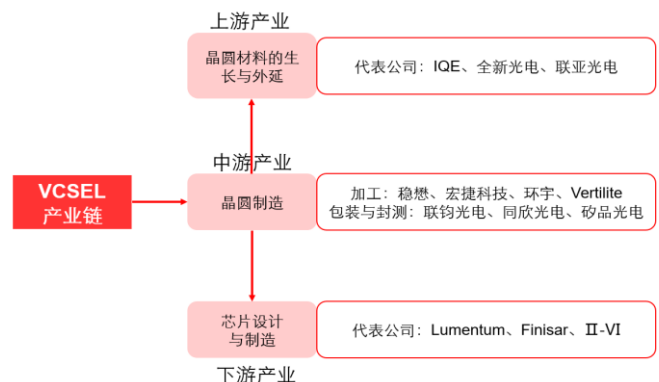 上游产业
晶圆材料的生
长与外延
代表公司：IQE、全新光电、联亚光电
中游产业
VCSEL
产业链
晶圆制造
加工：稳懋、宏捷科技、环宇、Vertilite
包装与封测：联钧光电、同欣光电、矽品光电
芯片设计
与制造
代表公司：Lumentum、Finisar、Ⅱ-Ⅵ
下游产业